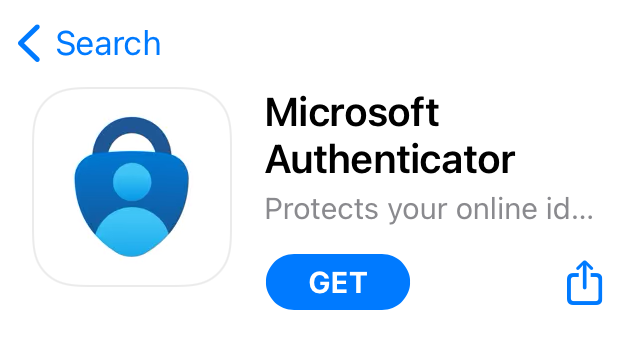 Search
Microsoft
Authenticator
Protects your online id...
GET